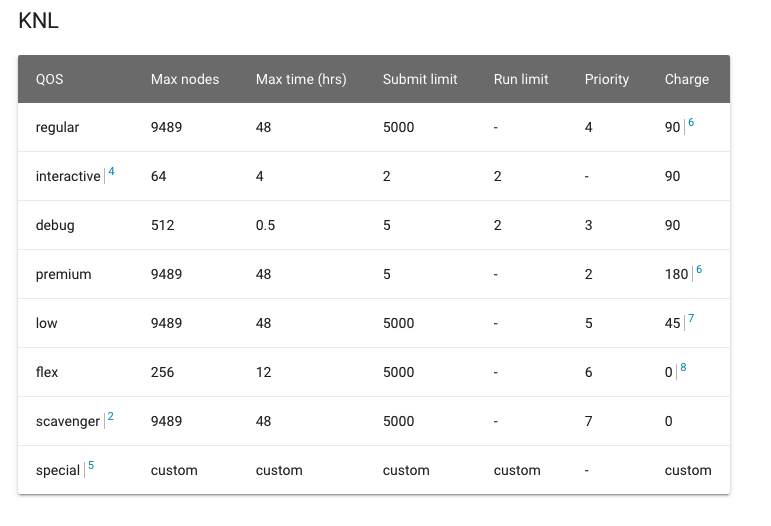 KNL
QOS Max nodes Max time (hrs) Submit limit Run limit Priority Charge
regular 9489 48 5000 - 4 90 6
interactive 4 64 4 2 2 - 90
debug 512 0.5 5 2 3 90
premium 9489 48 5 - 2 180 6
low 9489 48 5000 - 5 45 7
flex 256 12 5000 - 6 0 8
scavenger 2 9489 48 5000 - 7 0
special 5 custom custom custom custom - custom